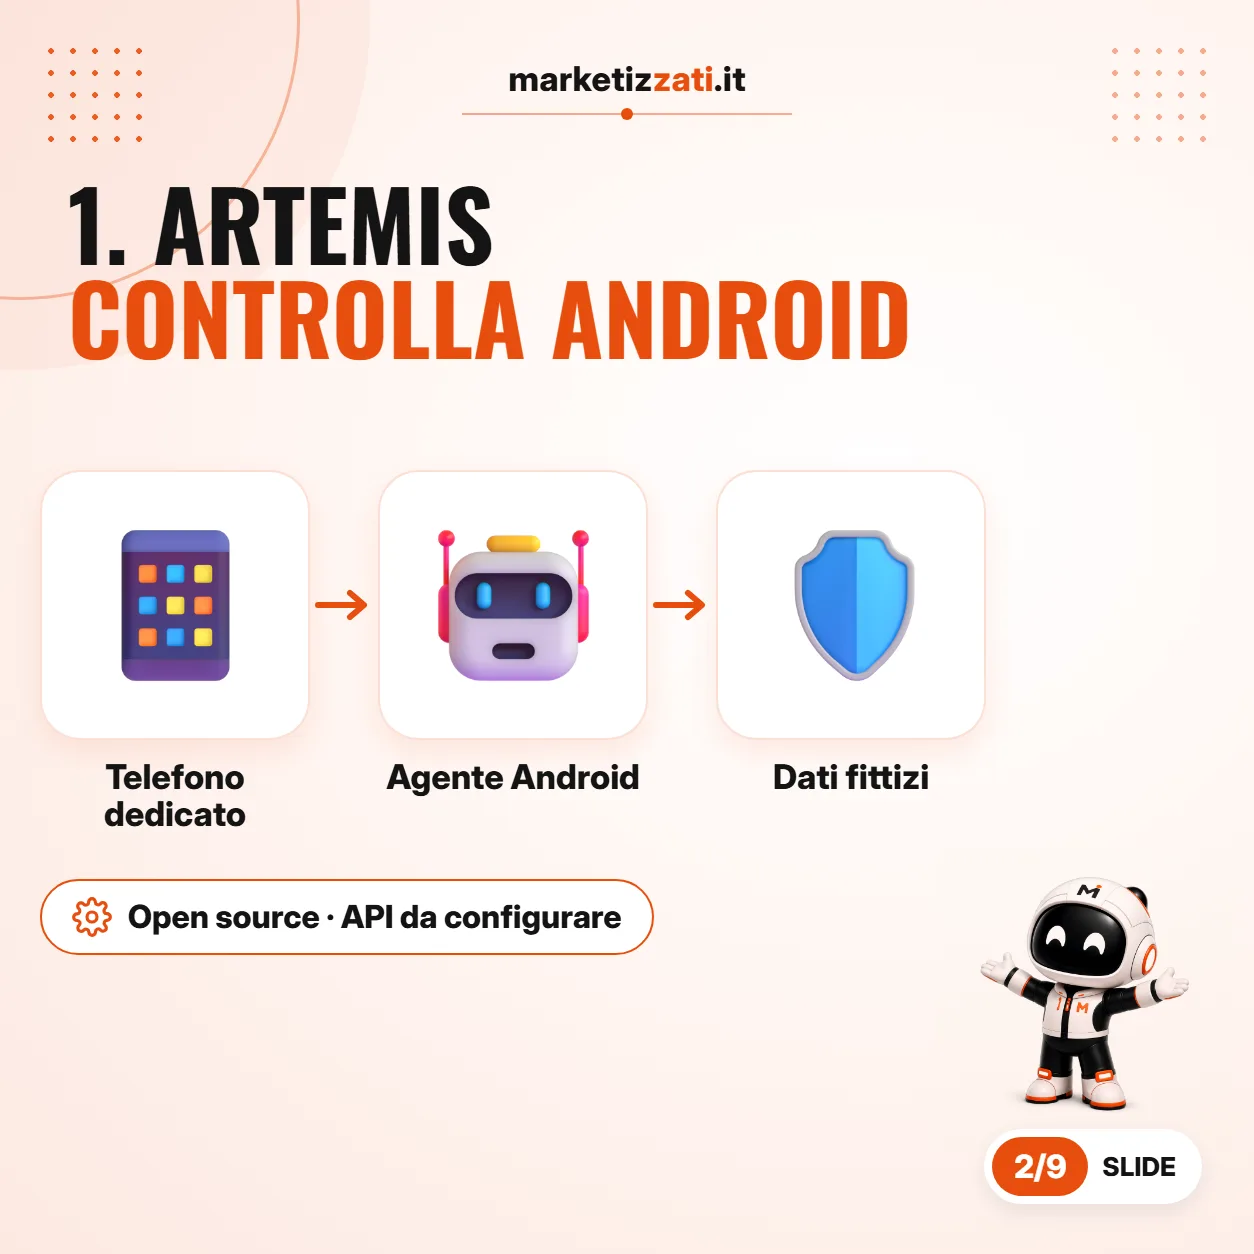 marketizzati.it
1. ARTEMIS
CONTROLLA ANDROID
Telefono
dedicato
Agente Android
Dati fittizi
Open source · API da configurare
M
M
2/9 SLIDE